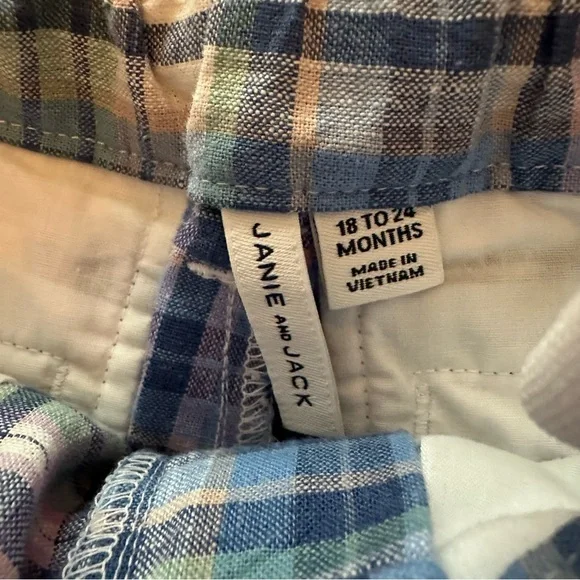 JANIE AND JACK
18 TO 24
MONTHS
MADE IN
VIETNAM